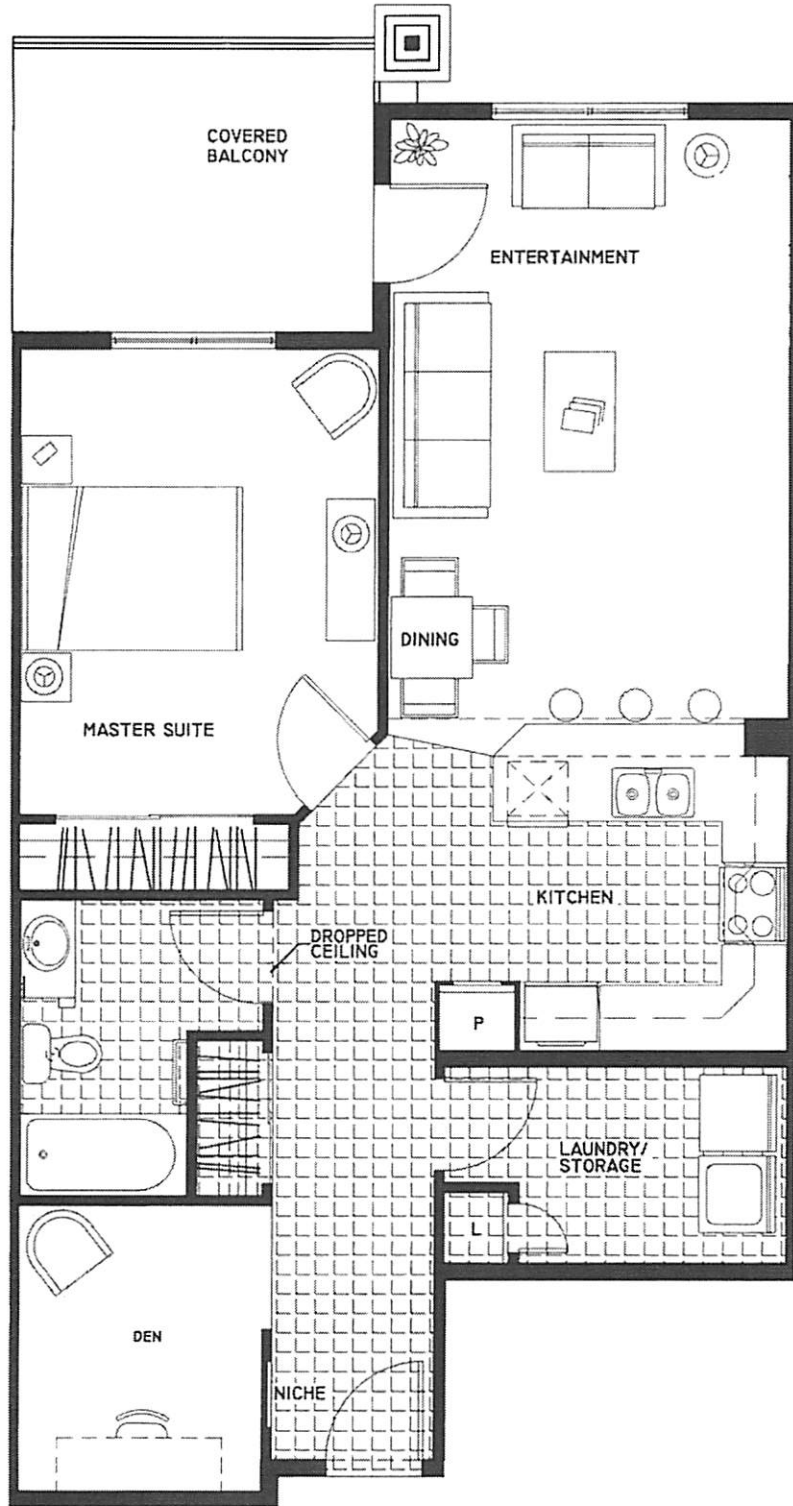 COVERED
BALCONY
ENTERTAINMENT
DINING
MASTER SUITE
KITCHEN
DROPPED
CEILING
P
LAUNDRY/
STORAGE
L
DEN
NICHE